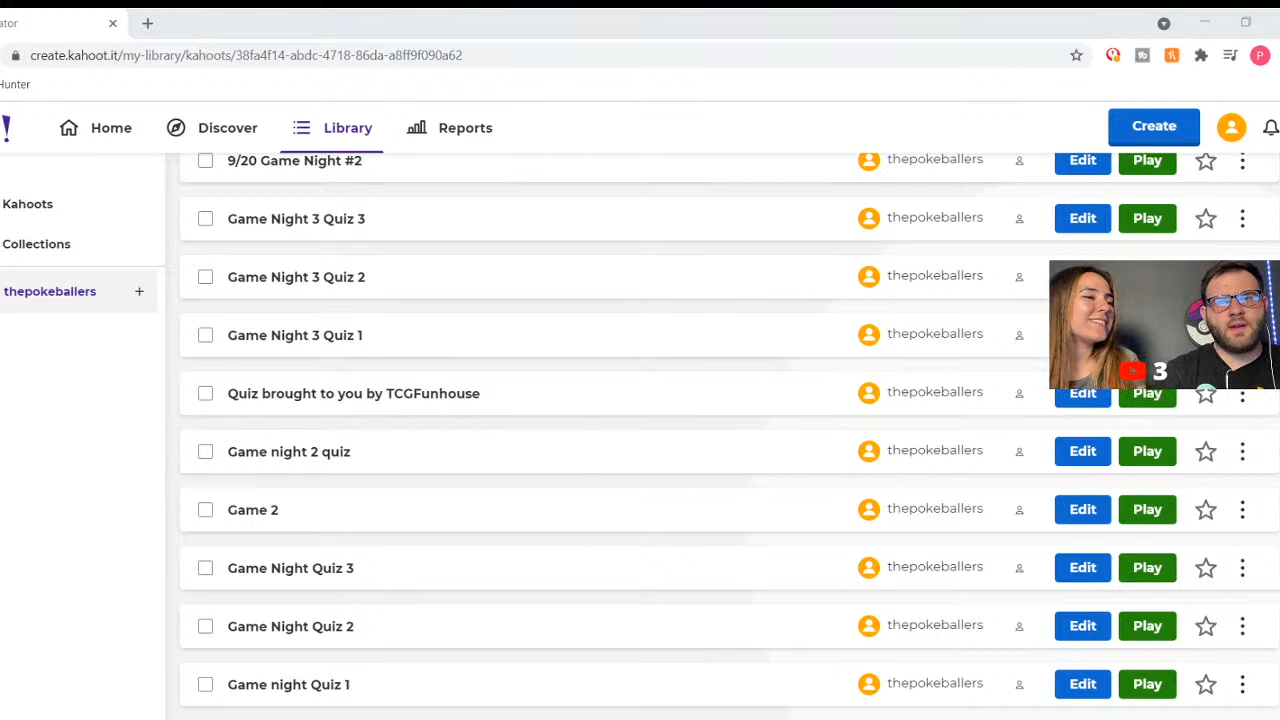 ator
create.kahoot.it/my-library/kahoots/38fa4f14-abdc-4718-86da-a8ff9f090a62
P
Hunter
! Home Discover Library Reports Create
9/20 Game Night #2 thepokeballers Edit Play
Kahoots
Game Night 3 Quiz 3 thepokeballers Edit Play
Collections
Game Night 3 Quiz 2 thepokeballers
thepokeballers +
Game Night 3 Quiz 1 thepokeballers
3
Quiz brought to you by TCGFunhouse thepokeballers Edit Play
Game night 2 quiz thepokeballers Edit Play
Game 2 thepokeballers Edit Play
Game Night Quiz 3 thepokeballers Edit Play
Game Night Quiz 2 thepokeballers Edit Play
Game night Quiz 1 thepokeballers Edit Play